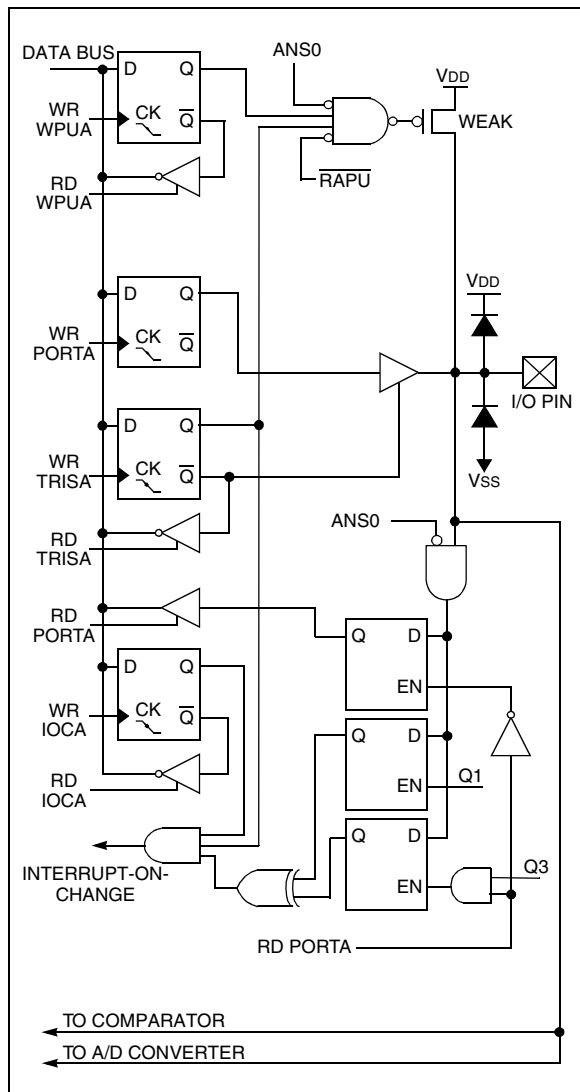 DATA BUS
D Q
ANS0
VDD
WR
WPUA
CK
Q
WEAK
RD
WPUA
RAPU
D Q
VDD
WR
PORTA
CK
Q
I/O PIN
D Q
WR
TRISA
CK
Q
VSS
RD
TRISA
ANS0
RD
PORTA
Q D
D Q
EN
WR
IOCA
CK
Q
Q D
RD
IOCA
EN
Q1
Q D
INTERRUPT-ON-
CHANGE
EN
Q3
RD PORTA
TO COMPARATOR
TO A/D CONVERTER